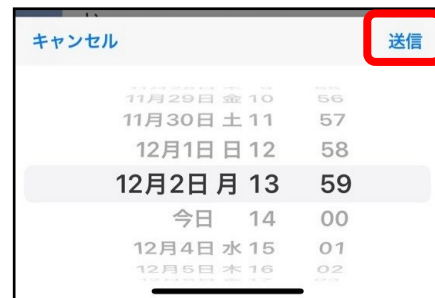 キャンセル 送信
11月29日 金 10 56
11月30日 土 11 57
12月1日 日 12 58
12月2日 月 13 59
今日 14 00
12月4日 水 15 01
12月5日 木 16 02